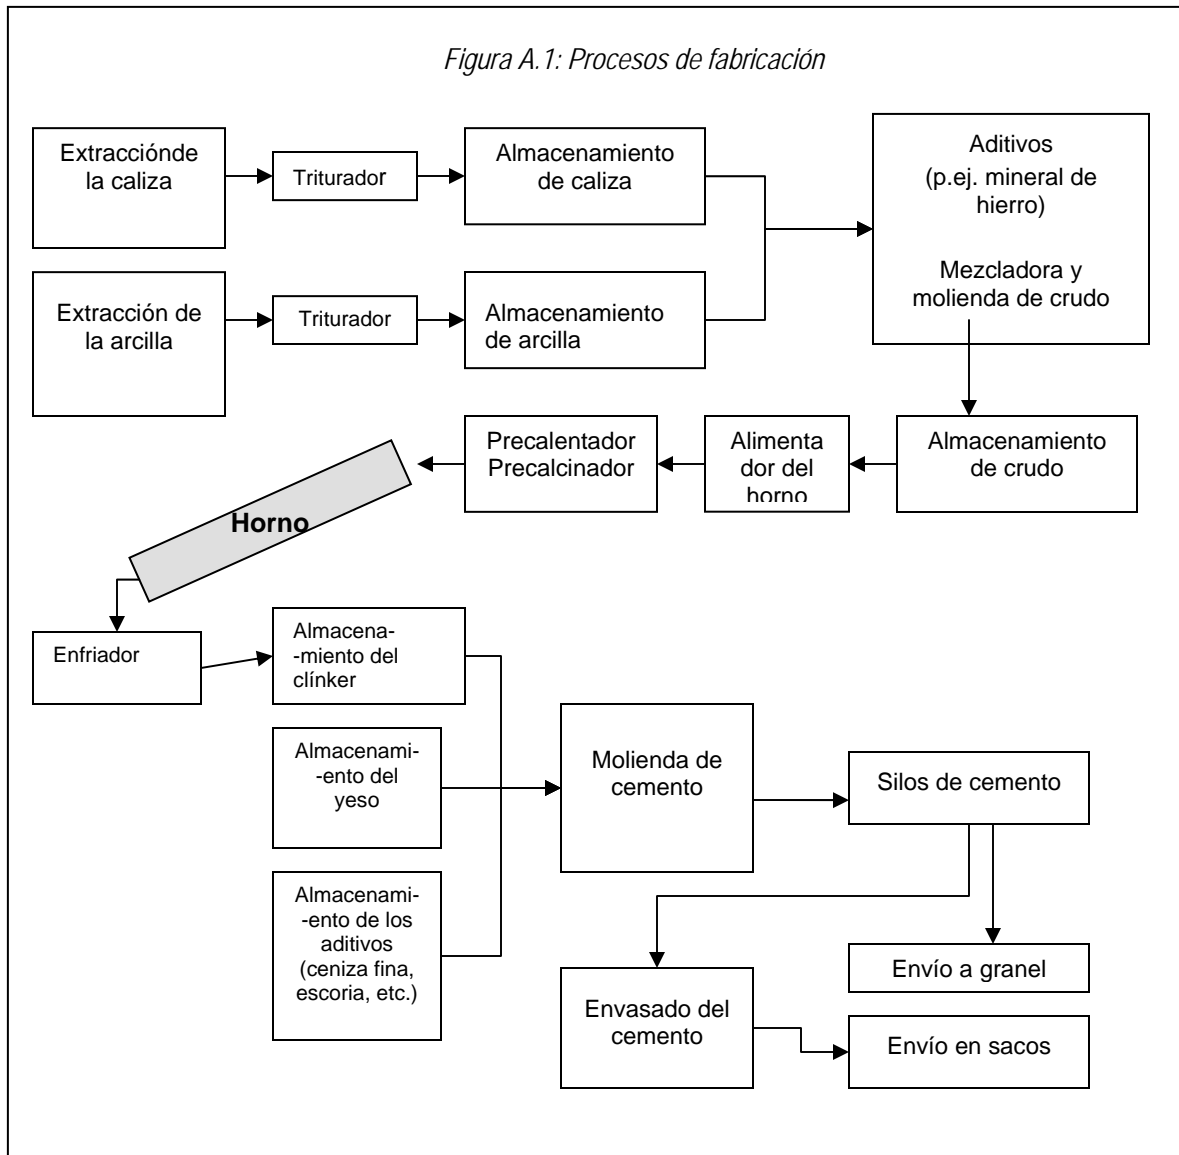 Figura A.1: Procesos de fabricación
Extracciónde
la caliza
Triturador
Almacenamiento
de caliza
Aditivos
(p.ej. mineral de
hierro)
Mezcladora y
molienda de crudo
Extracción de
la arcilla
Triturador
Almacenamiento
de arcilla
Precalentador
Precalcinador
Alimenta
dor del
horno
Almacenamiento
de crudo
Horno
Enfriador
Almacena-
-miento del
clínker
Almacenami-
-ento del
yeso
Almacenami-
-ento de los
aditivos
(ceniza fina,
escoria, etc.)
Molienda de
cemento
Silos de cemento
Envío a granel
Envasado del
cemento
Envío en sacos